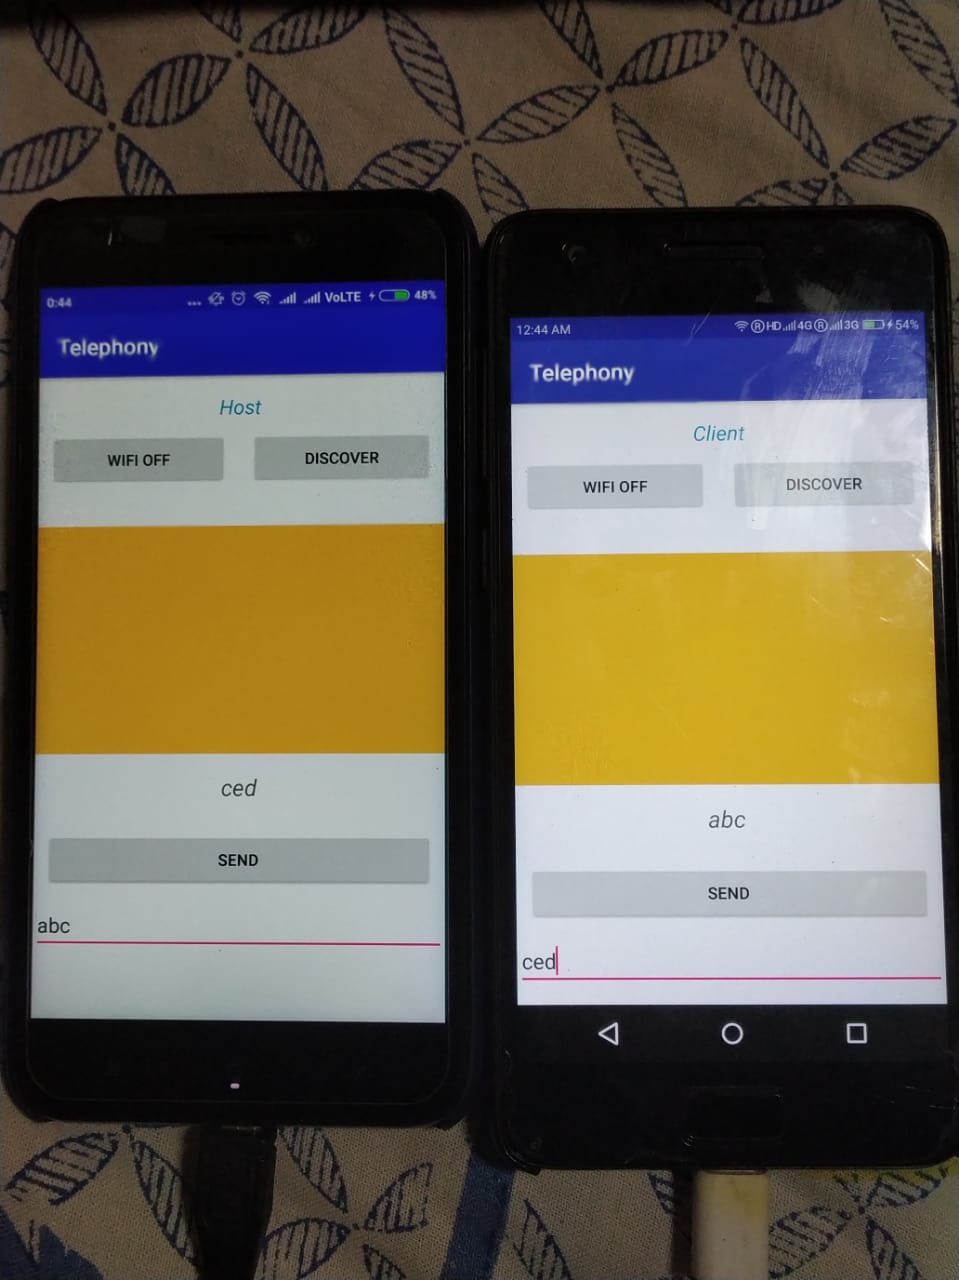 0:44 ... VoLTE 48%
Telephony
Host
WIFI OFF DISCOVER
ced
SEND
abc
12:44 AM R HD 4G R 3G 54%
Telephony
Client
WIFI OFF DISCOVER
abc
SEND
ced